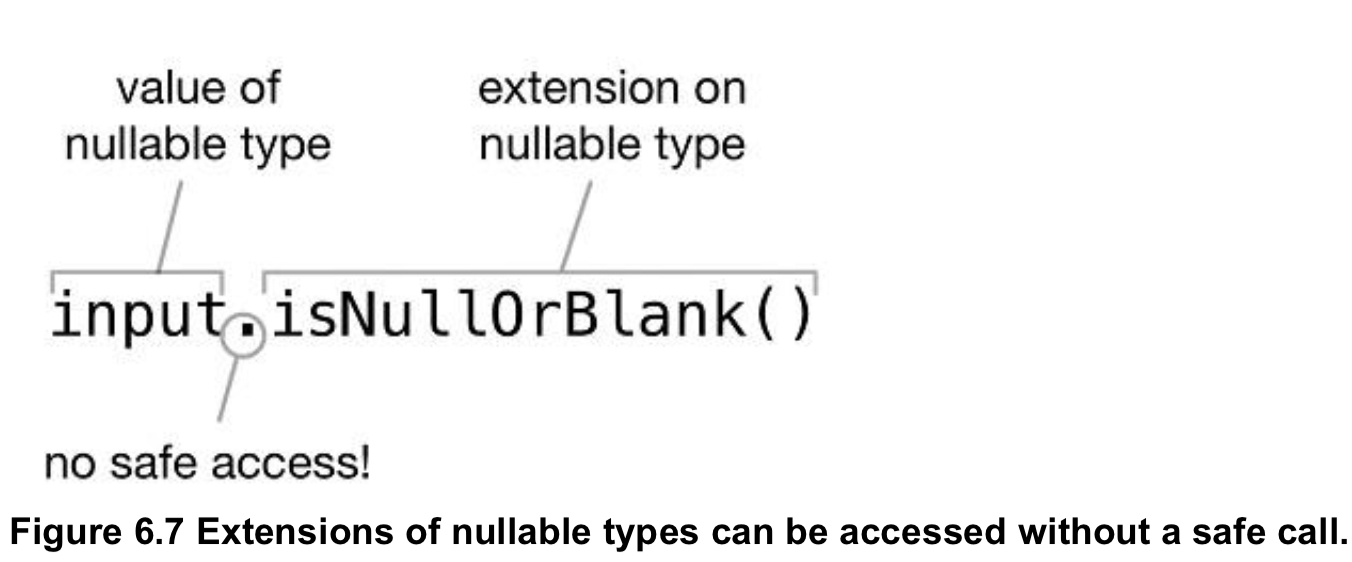 value of
nullable type
extension on
nullable type
input.isNullOrBlank()
no safe access!
Figure 6.7 Extensions of nullable types can be accessed without a safe call.